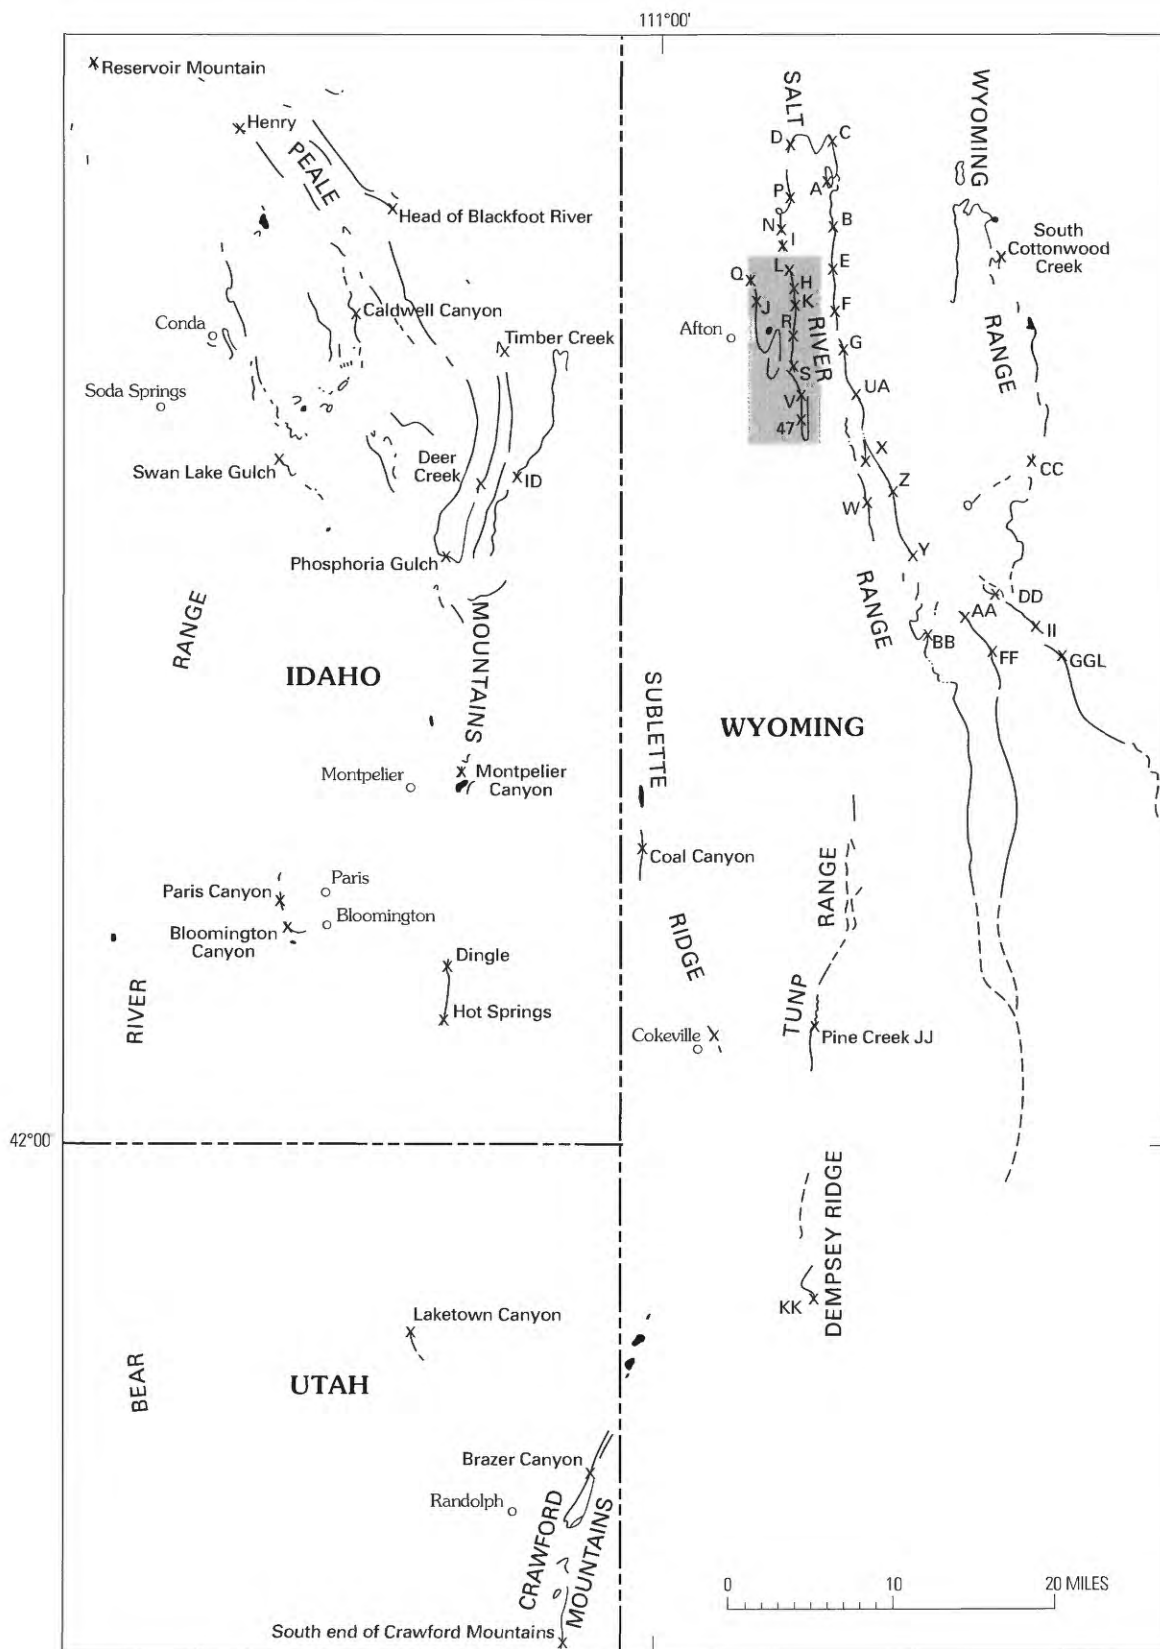 111°00'
Reservoir Mountain
Henry
PEALE
Head of Blackfoot River
Caldwell Canyon
Conda
Timber Creek
Soda Springs
Deer
Creek
Swan Lake Gulch
ID
Phosphoria Gulch
RANGE
MOUNTAINS
IDAHO
Montpelier
Montpelier
Canyon
Paris Canyon
Paris
Bloomington
Bloomington
Canyon
Dingle
Hot Springs
RIVER
SALT
WYOMING
D
C
P
A
N
B
I
South
Cottonwood
Creek
L
E
Q
H
K
J
F
R
RIVER
RANGE
Afton
G
S
UA
V
47
X
CC
Z
W
Y
RANGE
DD
AA
II
BB
FF
GGL
SUBLETTE
WYOMING
Coal Canyon
RANGE
RIDGE
TUNP
Cokeville
Pine Creek JJ
42°00'
DEMPSEY RIDGE
KK
Laketown Canyon
BEAR
UTAH
Brazer Canyon
Randolph
CRAWFORD
MOUNTAINS
South end of Crawford Mountains
0 10 20 MILES